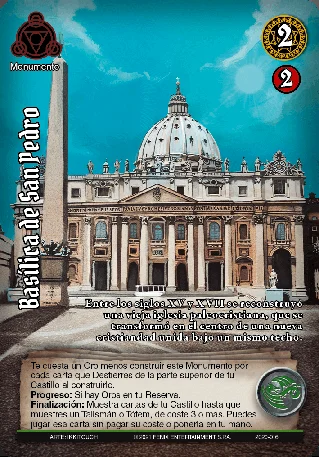 2
Monumento
2
Basílica de San Pedro
Entre los siglos XV y XVII se reconstruyó
una vieja iglesia paleocristiana, que se
transformó en el centro de una nueva
cristiandad unida bajo un mismo techo.
Te cuesta un Oro menos construir este Monumento por
cada carta que Destierres de la parte superior de tu
Castillo al construirlo.
Progreso: Si hay Oros en tu Reserva.
Finalización: Muestra cartas de tu Castillo hasta que
muestres un Talismán o Tótem, de coste 3 o mas. Puedes
jugar esa carta sin pagar su coste o ponerla en tu mano.
FENIX ENTERTAINMENT S.P.A.